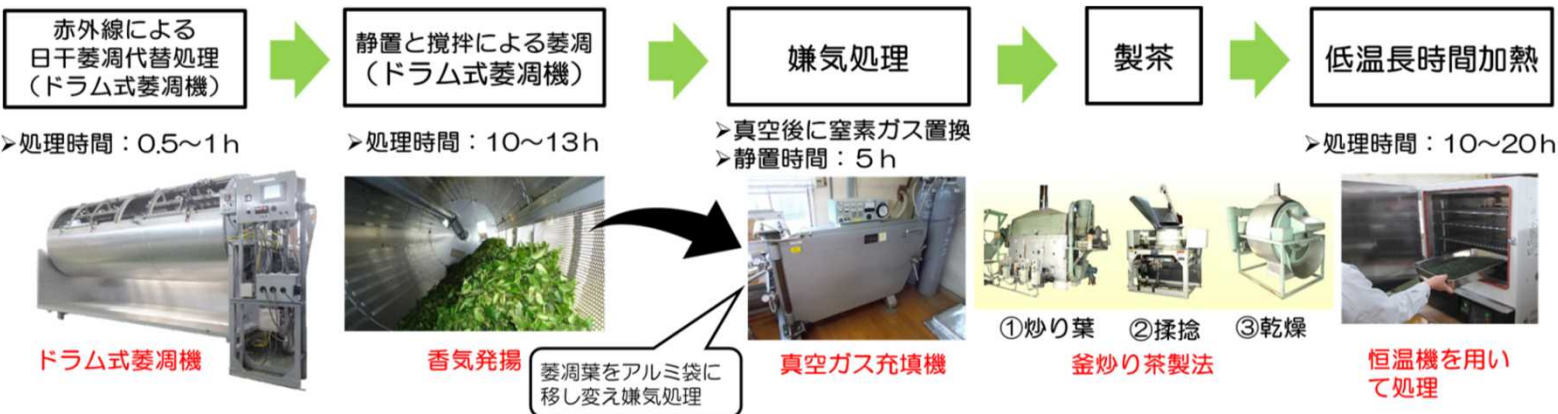 赤外線による
日干萎凋代替処理
（ドラム式萎凋機）
➢処理時間：0.5～1h
ドラム式萎凋機
静置と撹拌による萎凋
（ドラム式萎凋機）
➢処理時間：10～13h
香気発揚
萎凋葉をアルミ袋に
移し変え嫌気処理
嫌気処理
➢真空後に窒素ガス置換
➢静置時間：5h
真空ガス充填機
製茶
①炒り葉 ②揉捻 ③乾燥
釜炒り茶製法
低温長時間加熱
➢処理時間：10～20h
恒温機を用い
て処理